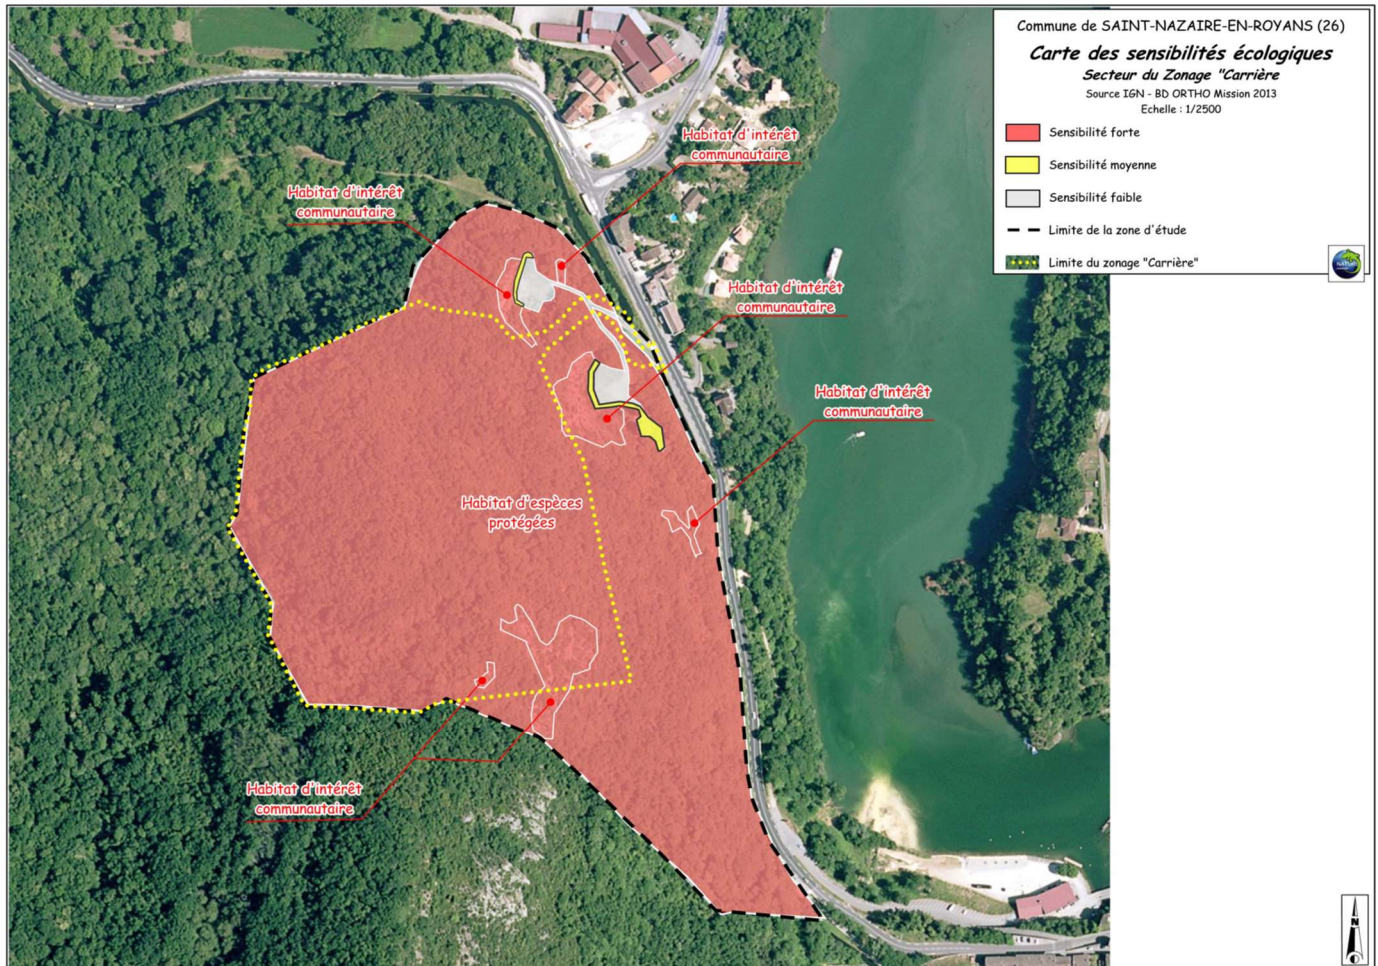 Commune de SAINT-NAZAIRE-EN-ROYANS (26)
Carte des sensibilités écologiques
Secteur du Zonage "Carrière
Source IGN - BD ORTHO Mission 2013
Echelle : 1/2500
Sensibilité forte
Sensibilité moyenne
Sensibilité faible
Limite de la zone d'étude
Limite du zonage "Carrière"
Habitat d'intérêt
communautaire
Habitat d'intérêt
communautaire
Habitat d'intérêt
communautaire
Habitat d'intérêt
communautaire
Habitat d'espèces
protégées
Habitat d'intérêt
communautaire
N